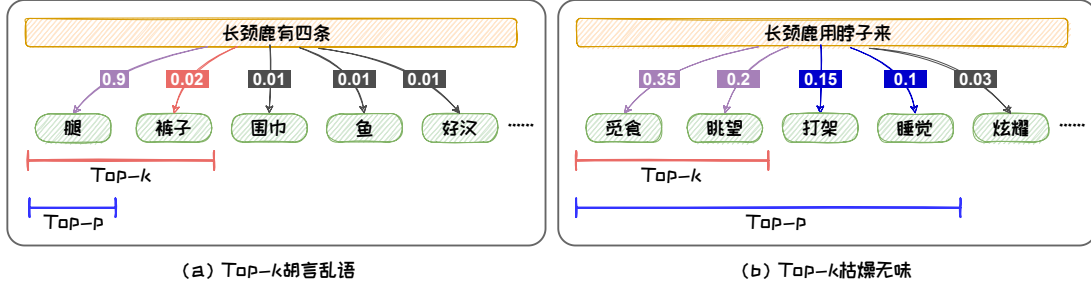 长颈鹿有四条
0.9 0.02 0.01 0.01 0.01
腿 裤子 围巾 鱼 好汉 ······
Top-k
Top-p
(a) Top-k胡言乱语
长颈鹿用脖子来
0.35 0.2 0.15 0.1 0.03
觅食 眺望 打架 睡觉 炫耀 ······
Top-k
Top-p
(b) Top-k枯燥无味